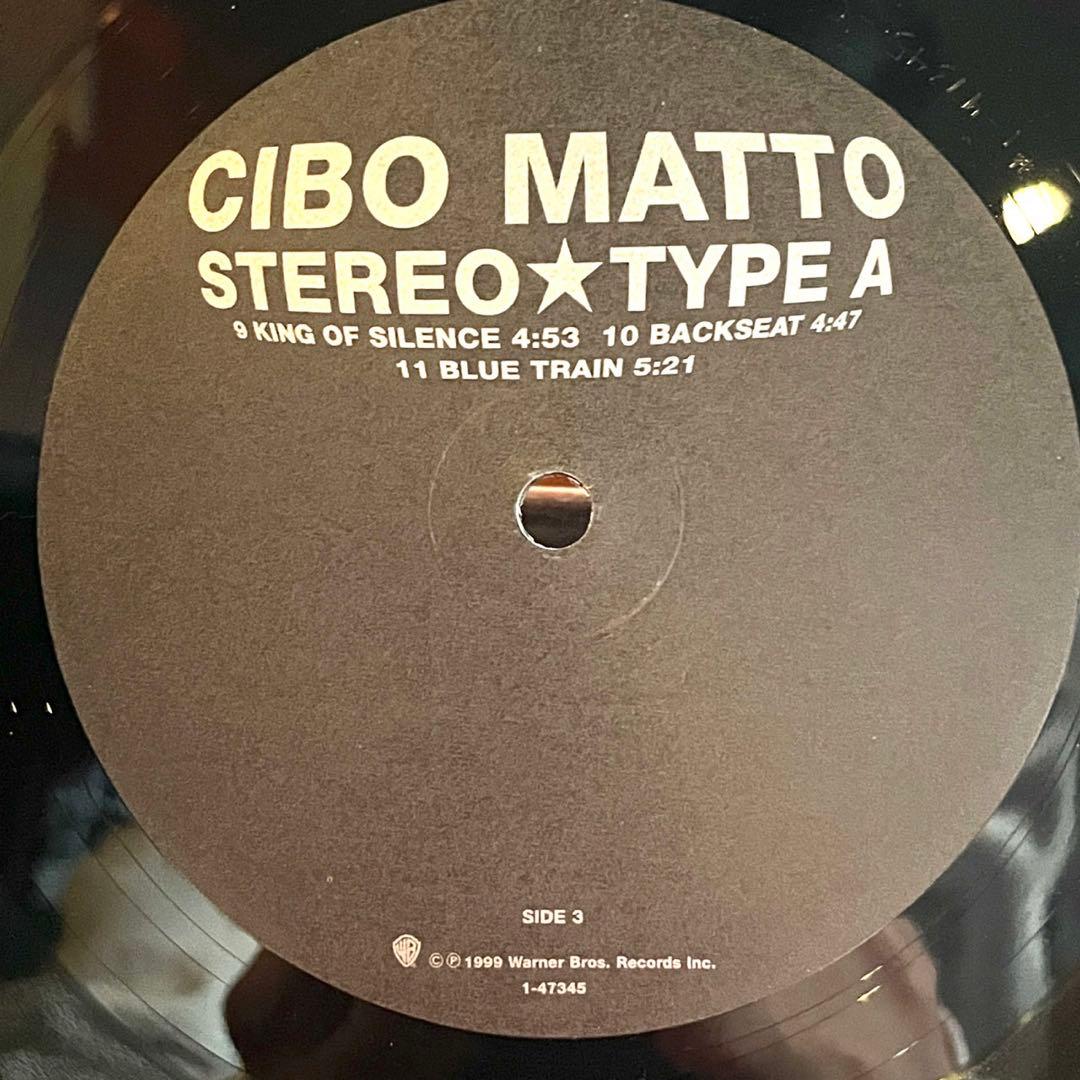 CIBO MATTO
STEREO★TYPE A
9 KING OF SILENCE 4:53 10 BACKSEAT 4:47
11 BLUE TRAIN 5:21
SIDE 3
WB ©℗1999 Warner Bros. Records Inc.
1-47345